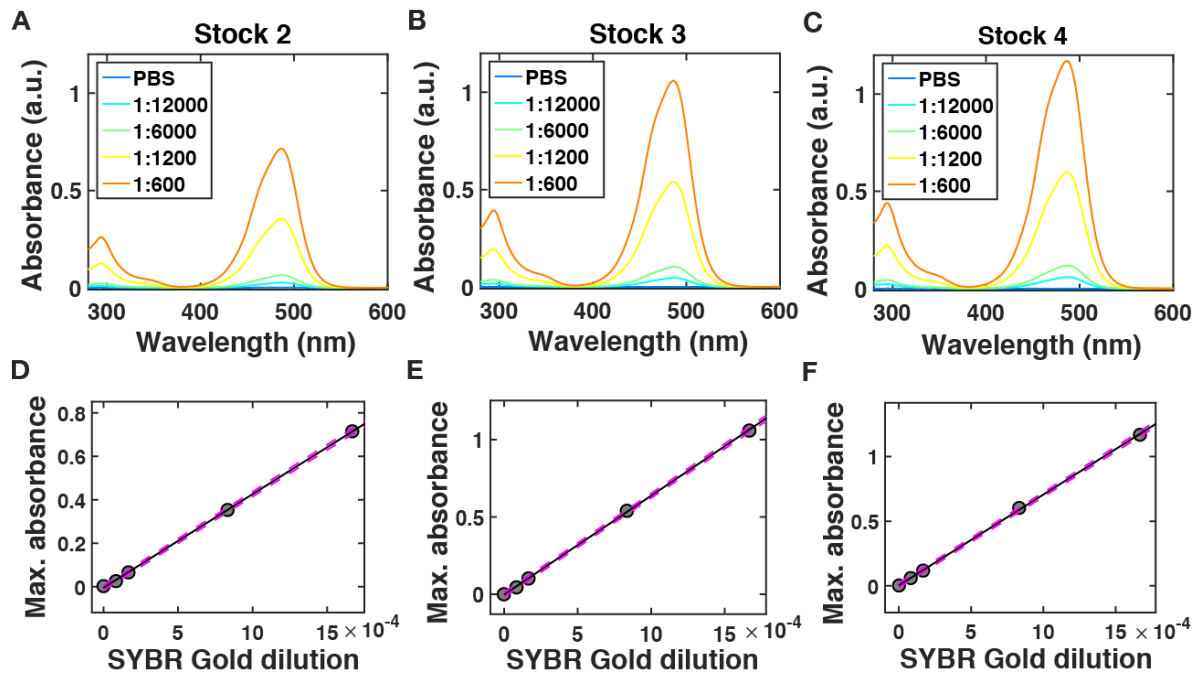 A
Stock 2
Absorbance (a.u.)
1
0.5
0
PBS
1:12000
1:6000
1:1200
1:600
300
400
500
600
Wavelength (nm)
B
Stock 3
Absorbance (a.u.)
1
0.5
0
PBS
1:12000
1:6000
1:1200
1:600
300
400
500
600
Wavelength (nm)
C
Stock 4
Absorbance (a.u.)
1
0.5
0
PBS
1:12000
1:6000
1:1200
1:600
300
400
500
600
Wavelength (nm)
D
Max. absorbance
0.8
0.6
0.4
0.2
0
0
5
10
15 × 10⁻⁴
SYBR Gold dilution
E
Max. absorbance
1
0.5
0
0
5
10
15 × 10⁻⁴
SYBR Gold dilution
F
Max. absorbance
1
0.5
0
0
5
10
15 × 10⁻⁴
SYBR Gold dilution